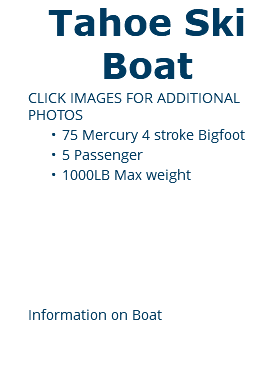 Tahoe Ski
Boat
CLICK IMAGES FOR ADDITIONAL
PHOTOS
• 75 Mercury 4 stroke Bigfoot
• 5 Passenger
• 1000LB Max weight
Information on Boat